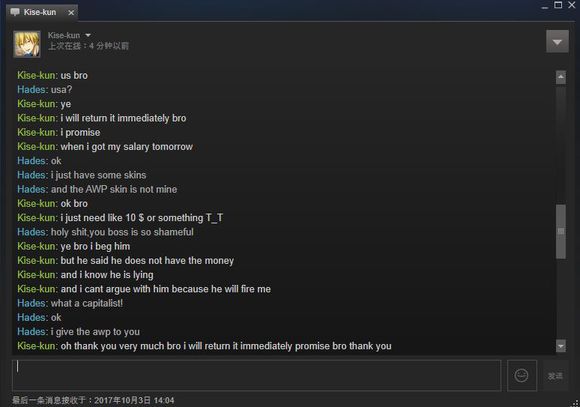 Kise-kun
Kise-kun
上次在线：4 分钟以前
Kise-kun: us bro
Hades: usa?
Kise-kun: ye
Kise-kun: i will return it immediately bro
Kise-kun: i promise
Kise-kun: when i got my salary tomorrow
Hades: ok
Hades: i just have some skins
Hades: and the AWP skin is not mine
Kise-kun: ok bro
Kise-kun: i just need like 10 $ or something T_T
Hades: holy shit,you boss is so shameful
Kise-kun: ye bro i beg him
Kise-kun: but he said he does not have the money
Kise-kun: and i know he is lying
Kise-kun: and i cant argue with him because he will fire me
Hades: what a capitalist!
Hades: ok
Hades: i give the awp to you
Kise-kun: oh thank you very much bro i will return it immediately promise bro thank you
发送
最后一条消息接收于：2017年10月3日 14:04